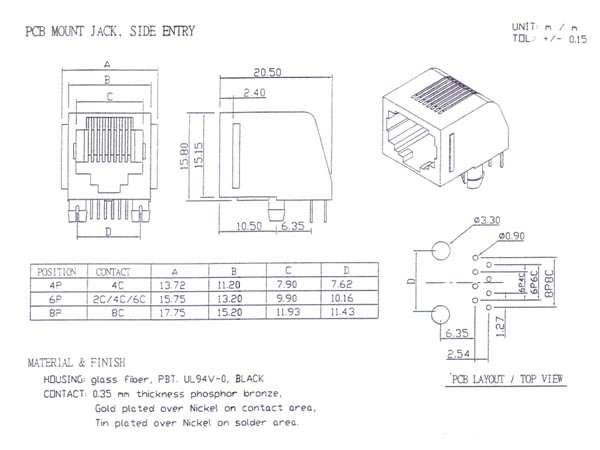 PCB MOUNT JACK, SIDE ENTRY
UNIT: m / m
TOL.: +/- 0.15
A
B
C
D
20.50
2.40
15.80
15.15
10.50
6.35
ø3.30
ø0.90
D
6P4C
6P6C
8P8C
6.35
1.27
2.54
PCB LAYOUT / TOP VIEW
POSITION CONTACT A B C D
4P 4C 13.72 11.20 7.90 7.62
6P 2C/4C/6C 15.75 13.20 9.90 10.16
8P 8C 17.75 15.20 11.93 11.43
MATERIAL & FINISH
HOUSING: glass fiber, PBT. UL94V-0, BLACK
CONTACT: 0.35 mm thickness phosphor bronze,
Gold plated over Nickel on contact area,
Tin plated over Nickel on solder area.